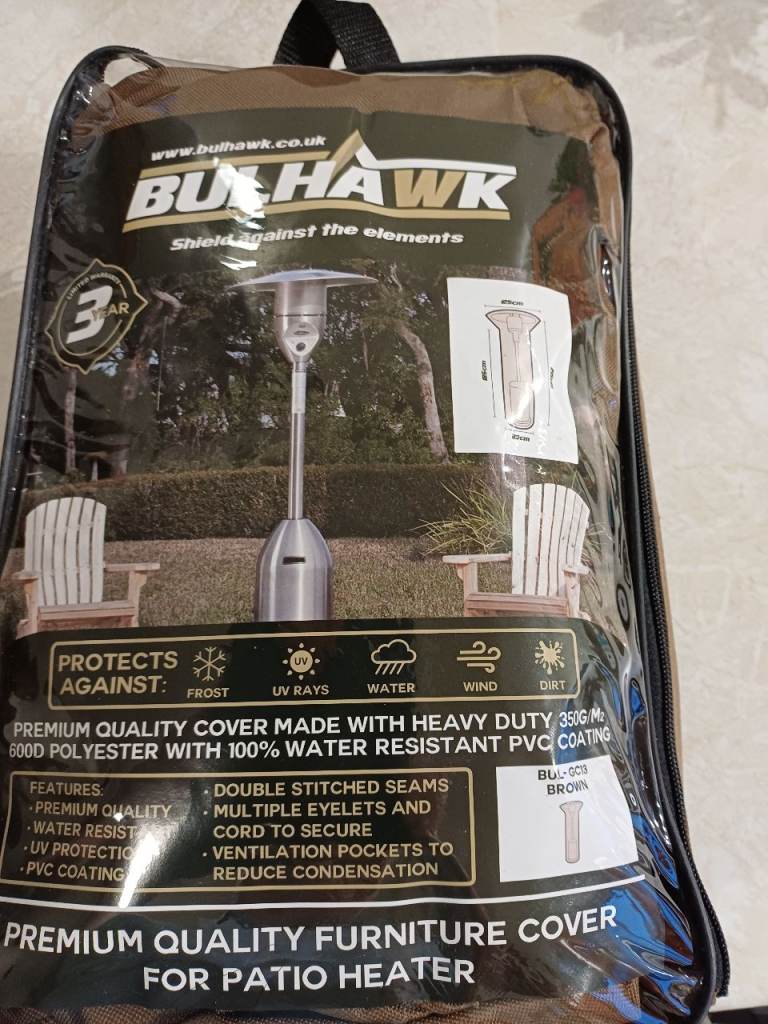 www.bulhawk.co.uk
BULHAWK
Shield against the elements
LIMITED WARRANTY
3 YEAR
PROTECTS
AGAINST:
FROST
UV
UV RAYS
WATER
WIND
DIRT
PREMIUM QUALITY COVER MADE WITH HEAVY DUTY 350G/M2
600D POLYESTER WITH 100% WATER RESISTANT PVC COATING
FEATURES:
• PREMIUM QUALITY
• WATER RESIST
• UV PROTECTIO
• PVC COATING
• DOUBLE STITCHED SEAMS
• MULTIPLE EYELETS AND
CORD TO SECURE
• VENTILATION POCKETS TO
REDUCE CONDENSATION
BUL-GC13
BROWN
PREMIUM QUALITY FURNITURE COVER
FOR PATIO HEATER